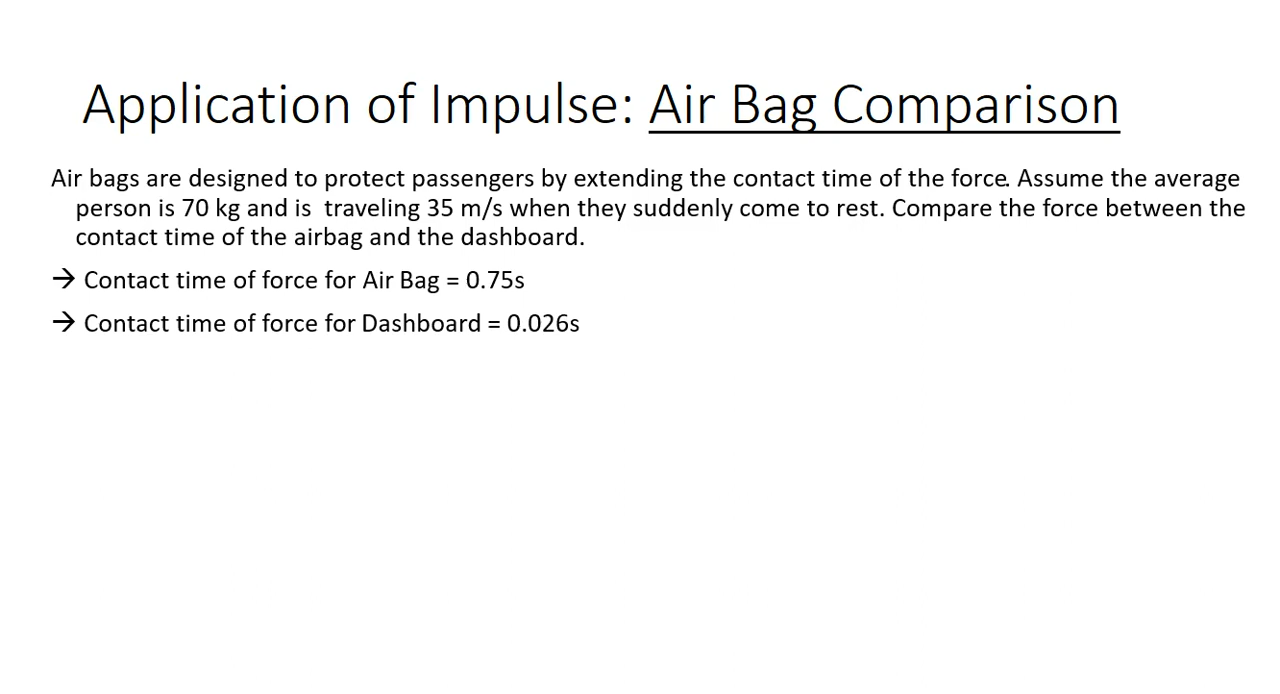 Application of Impulse: Air Bag Comparison
Air bags are designed to protect passengers by extending the contact time of the force. Assume the average
person is 70 kg and is  traveling 35 m/s when they suddenly come to rest. Compare the force between the
contact time of the airbag and the dashboard.
→ Contact time of force for Air Bag = 0.75s
→ Contact time of force for Dashboard = 0.026s